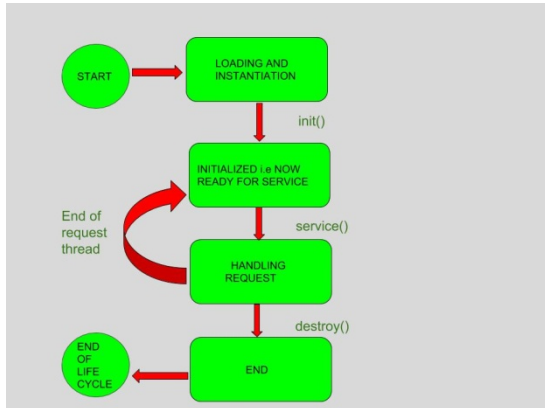 START
LOADING AND
INSTANTIATION
init()
INITIALIZED i.e NOW
READY FOR SERVICE
End of
request
thread
service()
HANDLING
REQUEST
destroy()
END
END
OF
LIFE
CYCLE